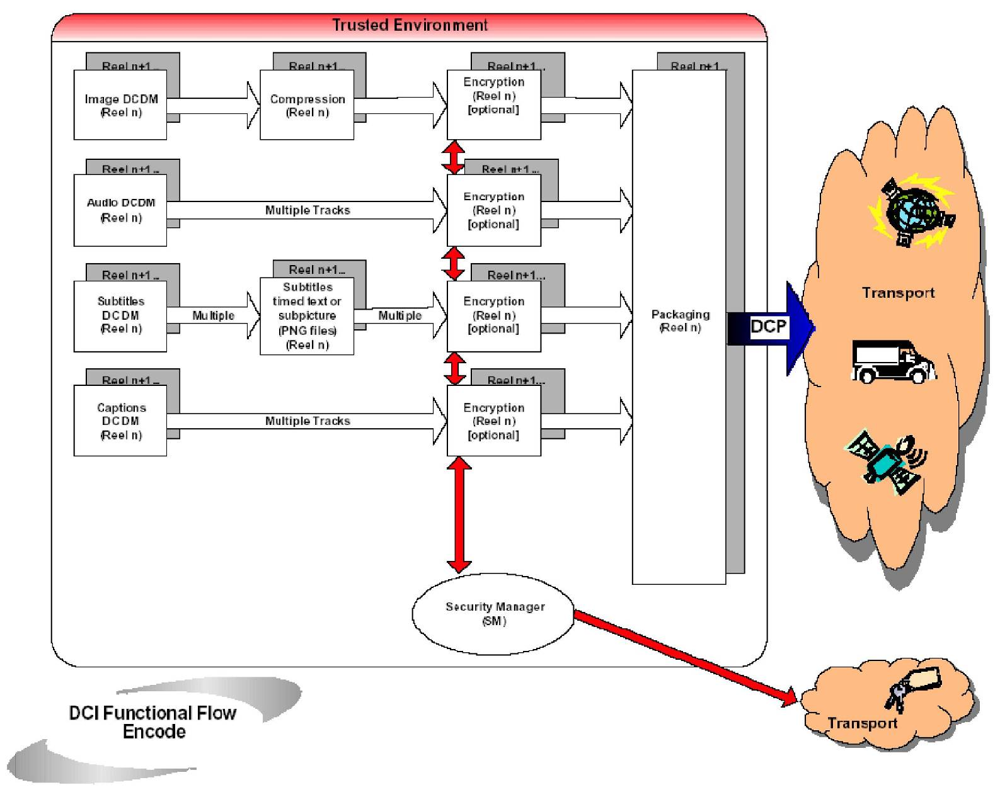 Trusted Environment
Reel n+1...
Reel n+1...
Reel n+1...
Reel n+1...
Image DCDM
(Reel n)
Compression
(Reel n)
Encryption
(Reel n)
[optional]
Reel n+1...
Reel n+1...
Audio DCDM
(Reel n)
Multiple Tracks
Encryption
(Reel n)
[optional]
Reel n+1...
Reel n+1...
Reel n+1...
Subtitles
DCDM
(Reel n)
Multiple
Subtitles
timed text or
subpicture
(PNG files)
(Reel n)
Multiple
Encryption
(Reel n)
[optional]
Packaging
(Reel n)
DCP
Transport
Reel n+1...
Reel n+1...
Captions
DCDM
(Reel n)
Multiple Tracks
Encryption
(Reel n)
[optional]
Security Manager
(SM)
Transport
DCI Functional Flow
Encode